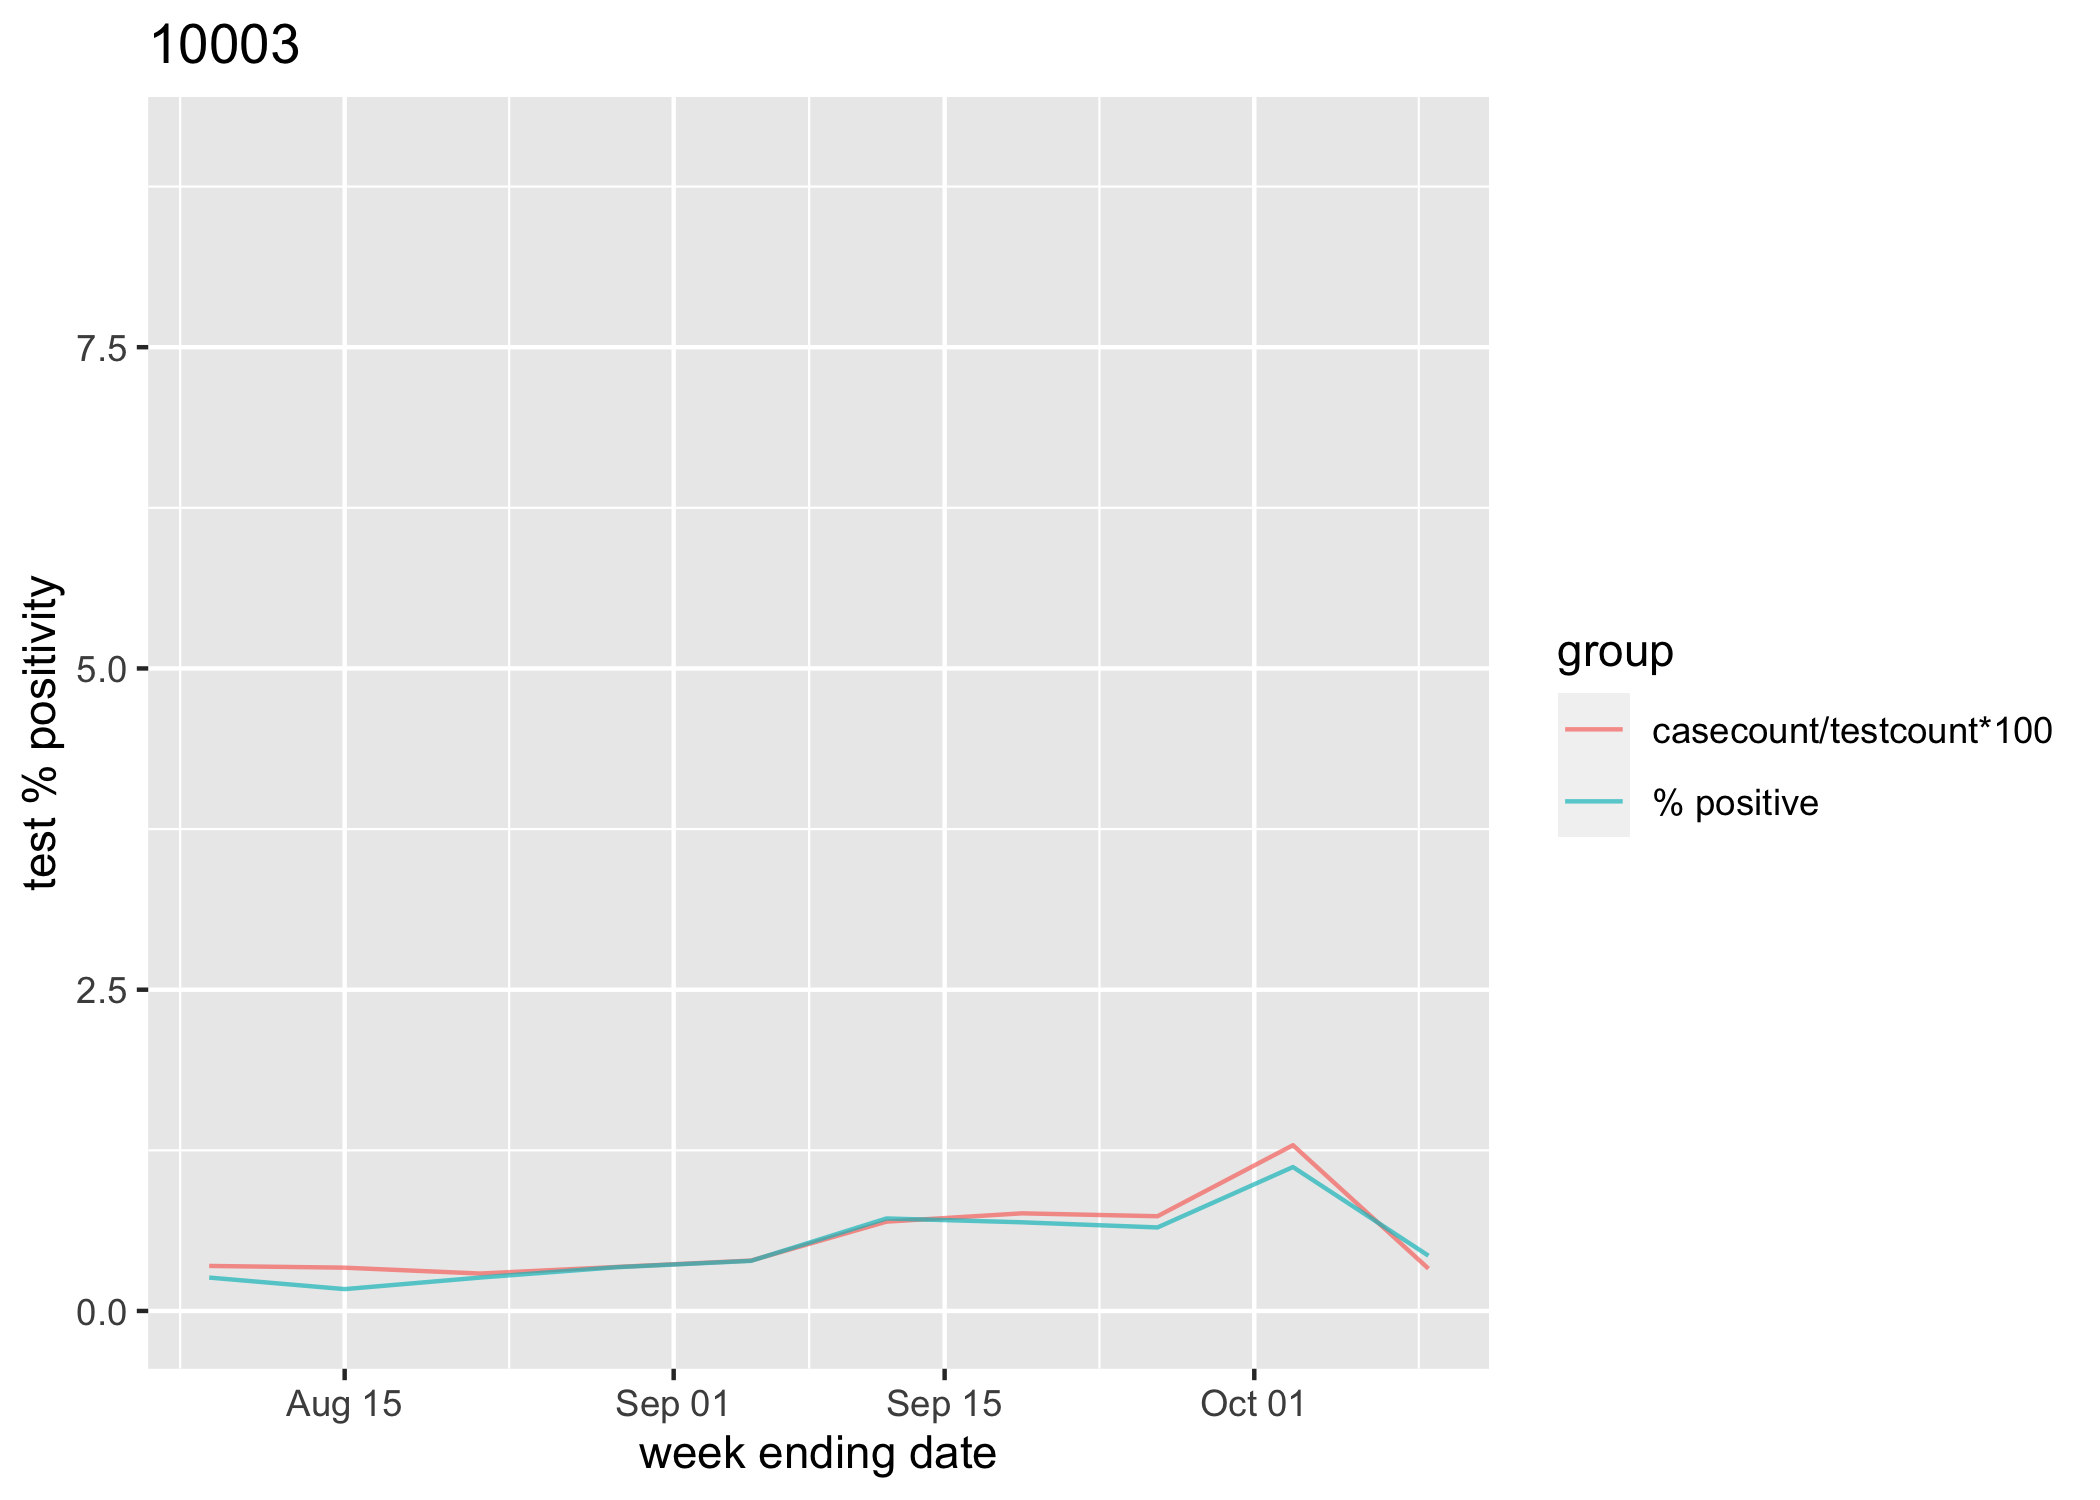 10003
test % positivity
7.5
5.0
2.5
0.0
Aug 15
Sep 01
Sep 15
Oct 01
week ending date
group
casecount/testcount*100
% positive